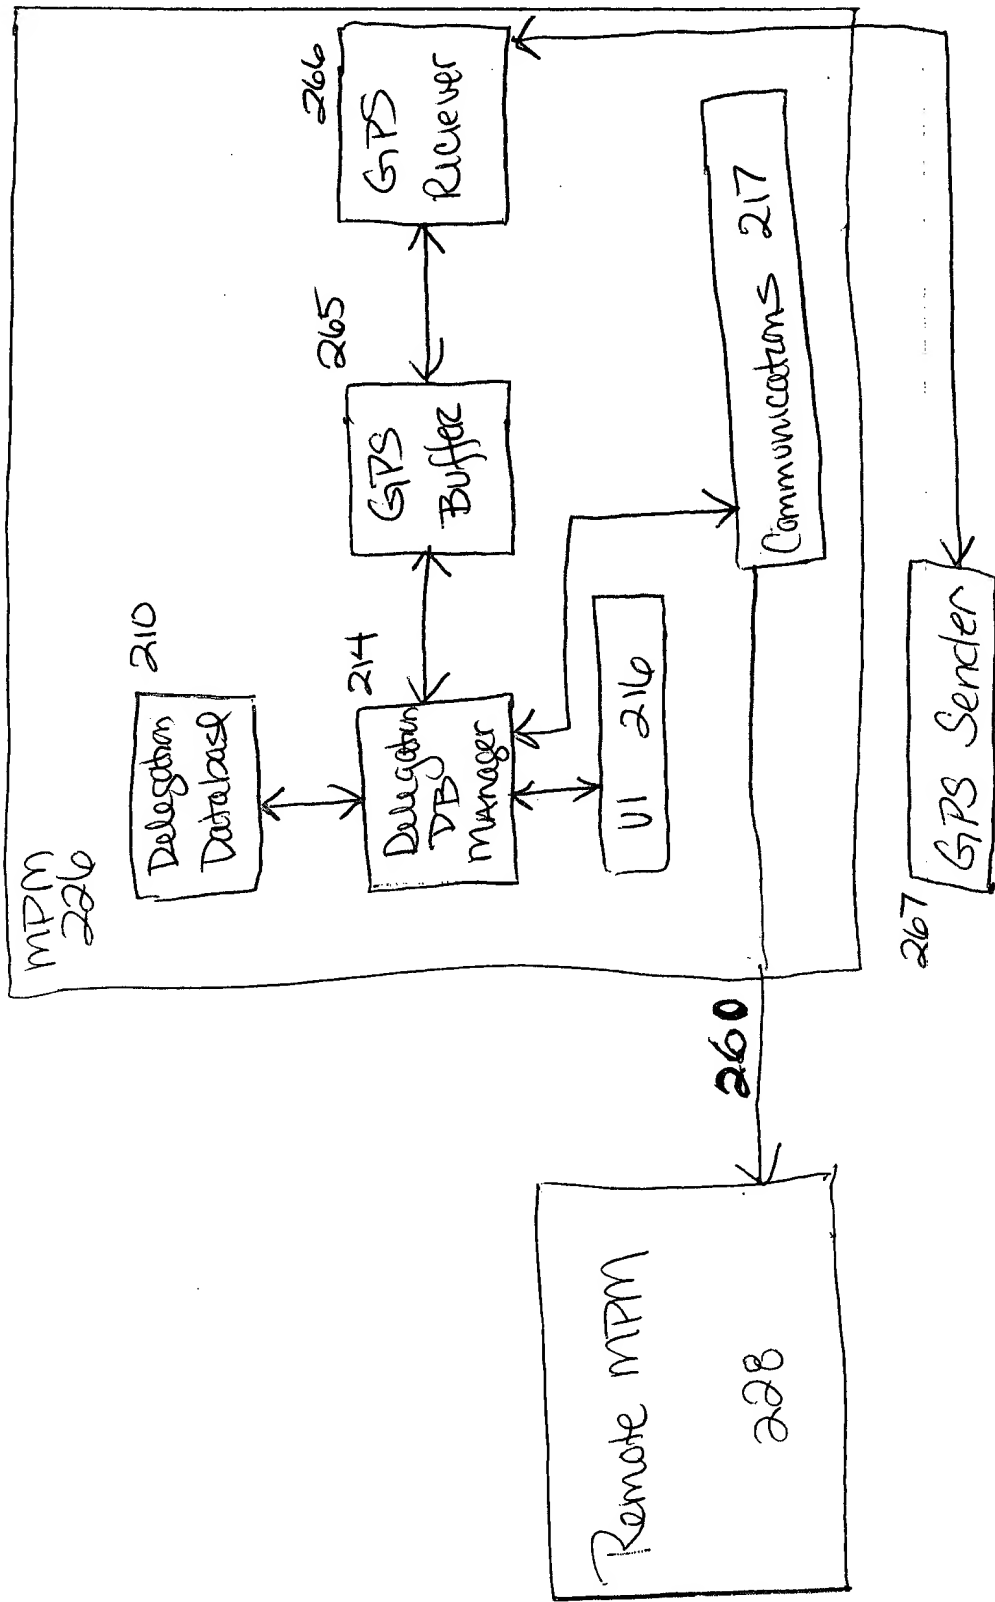 MPM
226
Delegation
Database
210
Delegation
DB
Manager
214
GPS
Buffer
265
GPS
Riciever
266
UI 216
Communications 217
267
GPS Sender
260
Remote MPM
228